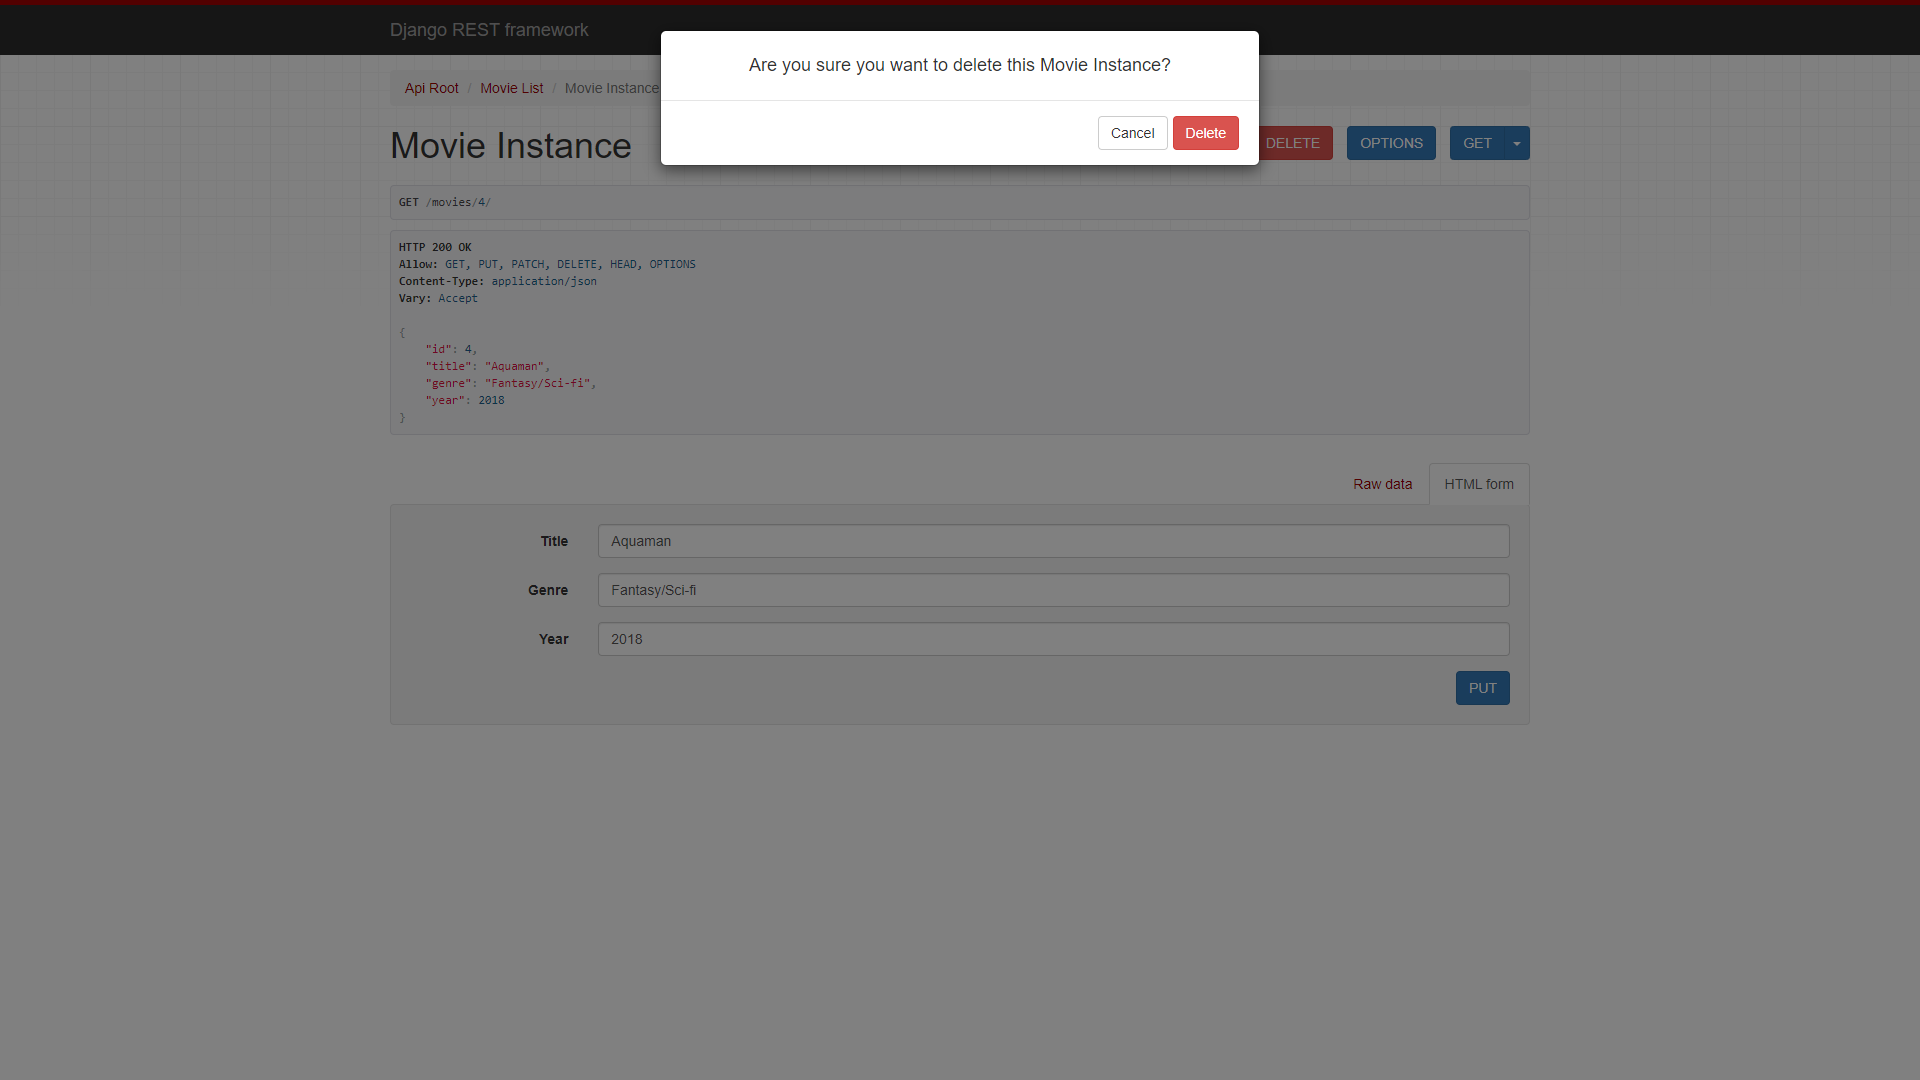 Django REST framework
Are you sure you want to delete this Movie Instance?
Cancel Delete
Api Root / Movie List / Movie Instance
Movie Instance
DELETE OPTIONS GET
GET /movies/4/
HTTP 200 OK
Allow: GET, PUT, PATCH, DELETE, HEAD, OPTIONS
Content-Type: application/json
Vary: Accept
{
    "id": 4,
    "title": "Aquaman",
    "genre": "Fantasy/Sci-fi",
    "year": 2018
}
Raw data HTML form
Title Aquaman
Genre Fantasy/Sci-fi
Year 2018
PUT